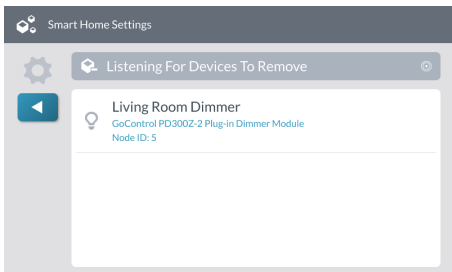 Smart Home Settings
Listening For Devices To Remove
Living Room Dimmer
GoControl PD300Z-2 Plug-in Dimmer Module
Node ID: 5